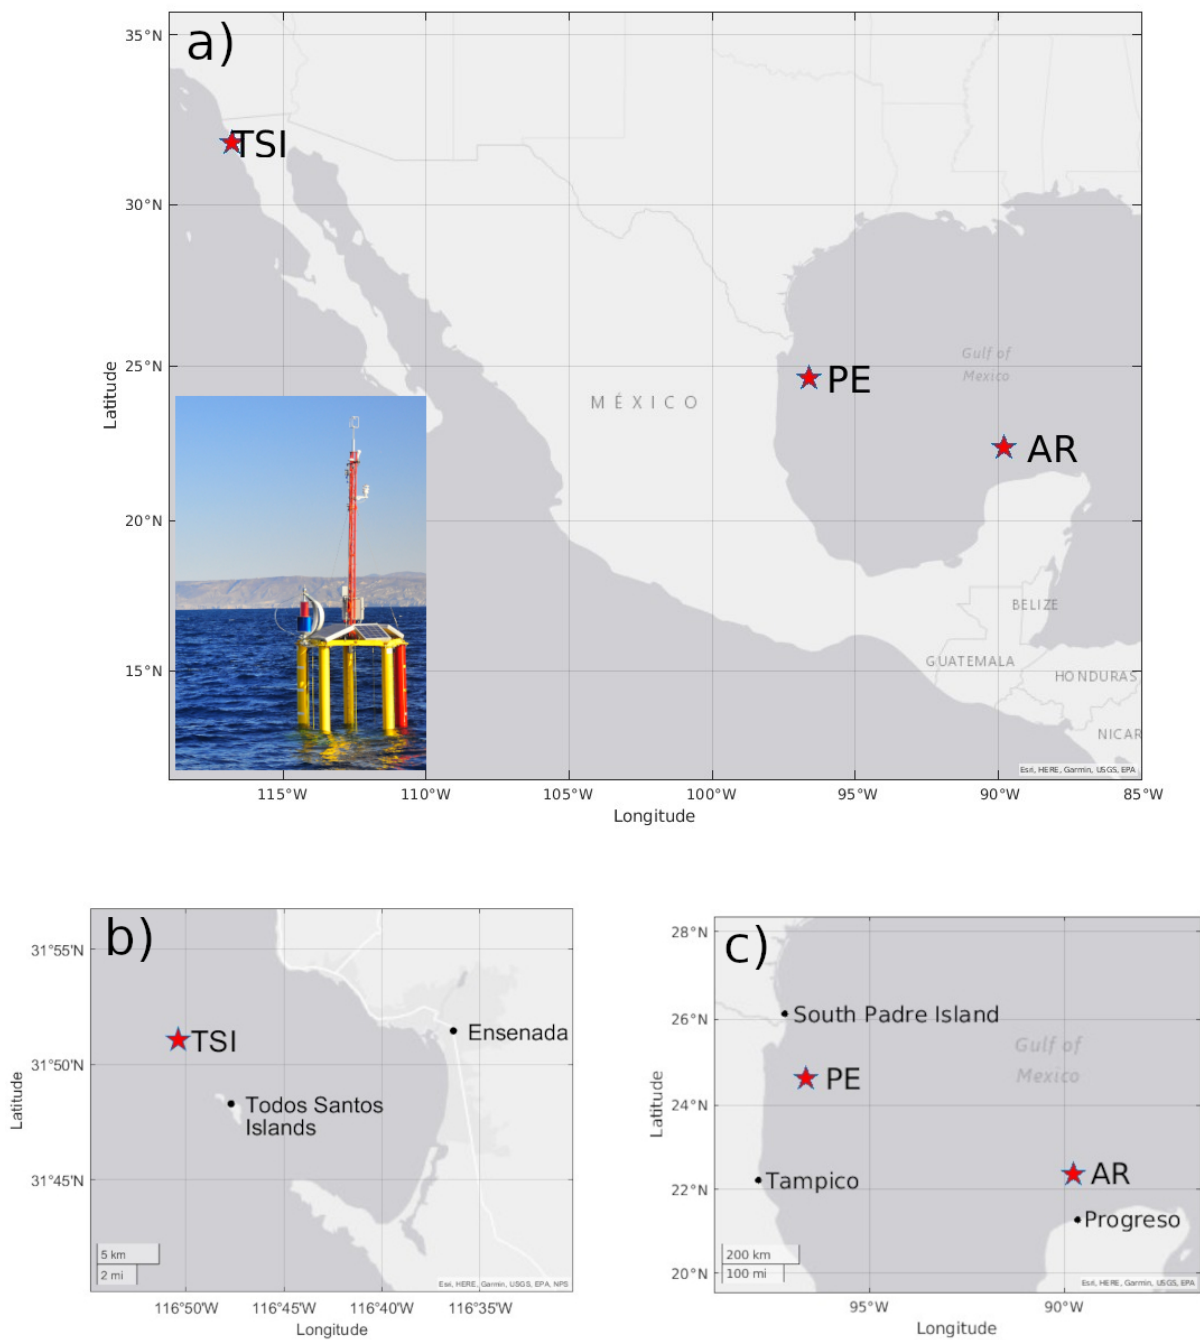 a)
35°N
30°N
25°N
20°N
15°N
Latitude
TSI
PE
AR
Gulf of
Mexico
MÉXICO
BELIZE
GUATEMALA
HONDURAS
NICAR
Esri, HERE, Garmin, USGS, EPA
115°W
110°W
105°W
100°W
95°W
90°W
85°W
Longitude
b)
31°55'N
31°50'N
31°45'N
Latitude
TSI
Ensenada
Todos Santos
Islands
5 km
2 mi
Esri, HERE, Garmin, USGS, EPA, NPS
116°50'W
116°45'W
116°40'W
116°35'W
Longitude
c)
28°N
26°N
24°N
22°N
20°N
Latitude
South Padre Island
Gulf of
Mexico
PE
AR
Tampico
Progreso
200 km
100 mi
Esri, HERE, Garmin, USGS, EPA
95°W
90°W
Longitude